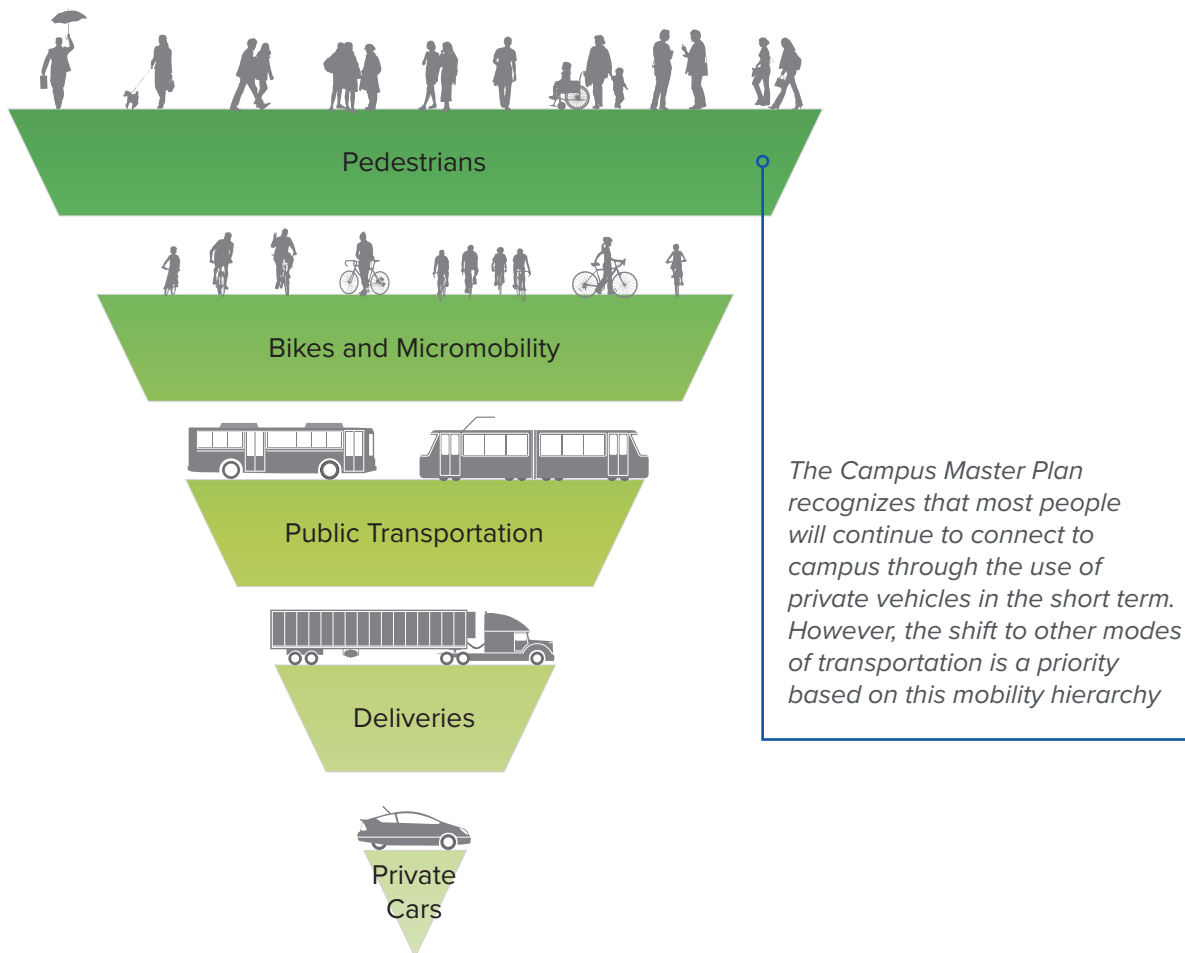 Pedestrians
Bikes and Micromobility
Public Transportation
Deliveries
Private
Cars
The Campus Master Plan
recognizes that most people
will continue to connect to
campus through the use of
private vehicles in the short term.
However, the shift to other modes
of transportation is a priority
based on this mobility hierarchy